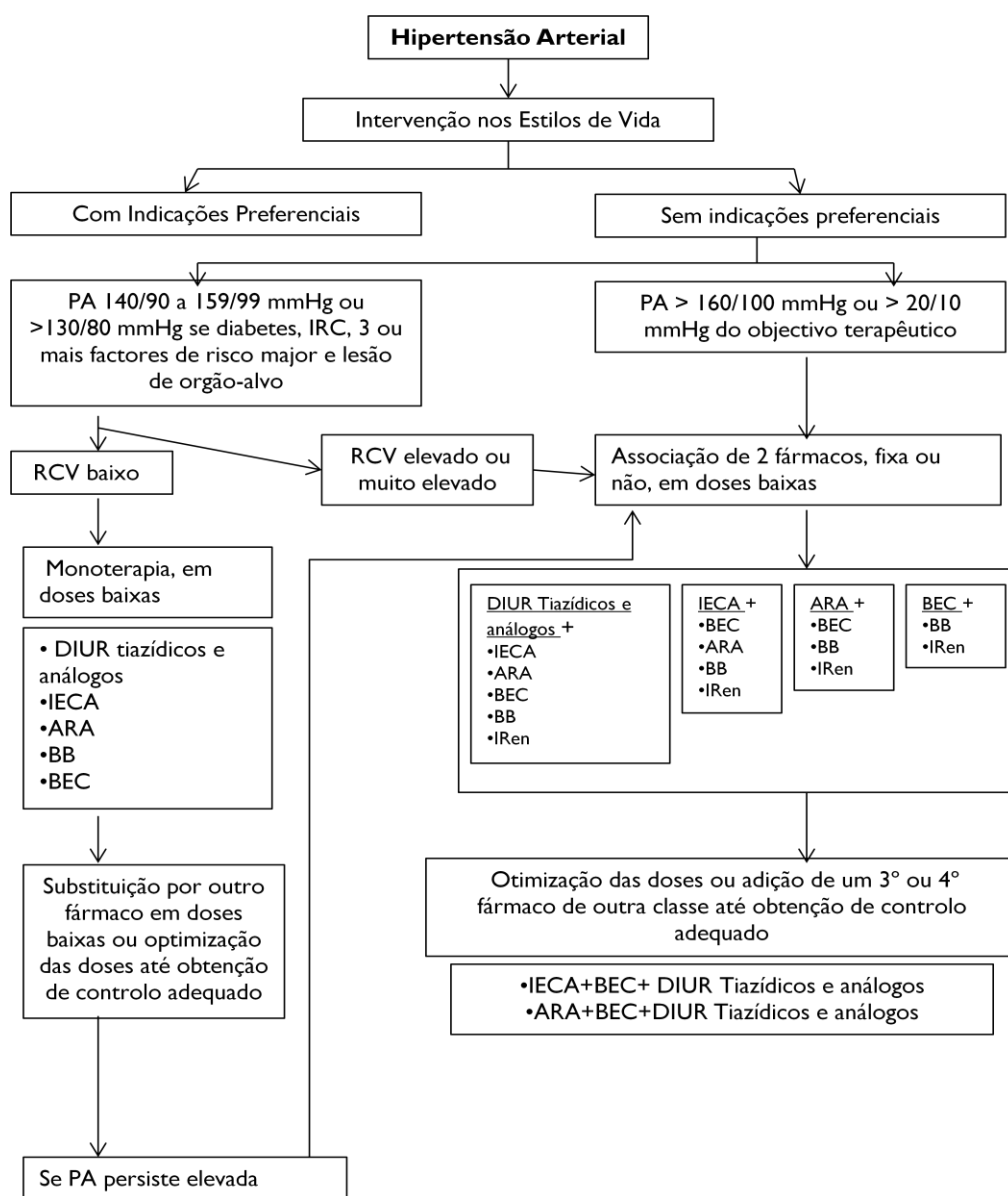 Hipertensão Arterial
Intervenção nos Estilos de Vida
Com Indicações Preferenciais
Sem indicações preferenciais
PA 140/90 a 159/99 mmHg ou
>130/80 mmHg se diabetes, IRC, 3 ou
mais factores de risco major e lesão
de orgão-alvo
PA > 160/100 mmHg ou > 20/10
mmHg do objectivo terapêutico
RCV baixo
RCV elevado ou
muito elevado
Associação de 2 fármacos, fixa ou
não, em doses baixas
Monoterapia, em
doses baixas
• DIUR tiazídicos e
análogos
•IECA
•ARA
•BB
•BEC
DIUR Tiazídicos e
análogos +
•IECA
•ARA
•BEC
•BB
•IRen
IECA +
•BEC
•ARA
•BB
•IRen
ARA +
•BEC
•BB
•IRen
BEC +
•BB
•IRen
Substituição por outro
fármaco em doses
baixas ou optimização
das doses até obtenção
de controlo adequado
Otimização das doses ou adição de um 3º ou 4º
fármaco de outra classe até obtenção de controlo
adequado
•IECA+BEC+ DIUR Tiazídicos e análogos
•ARA+BEC+DIUR Tiazídicos e análogos
Se PA persiste elevada